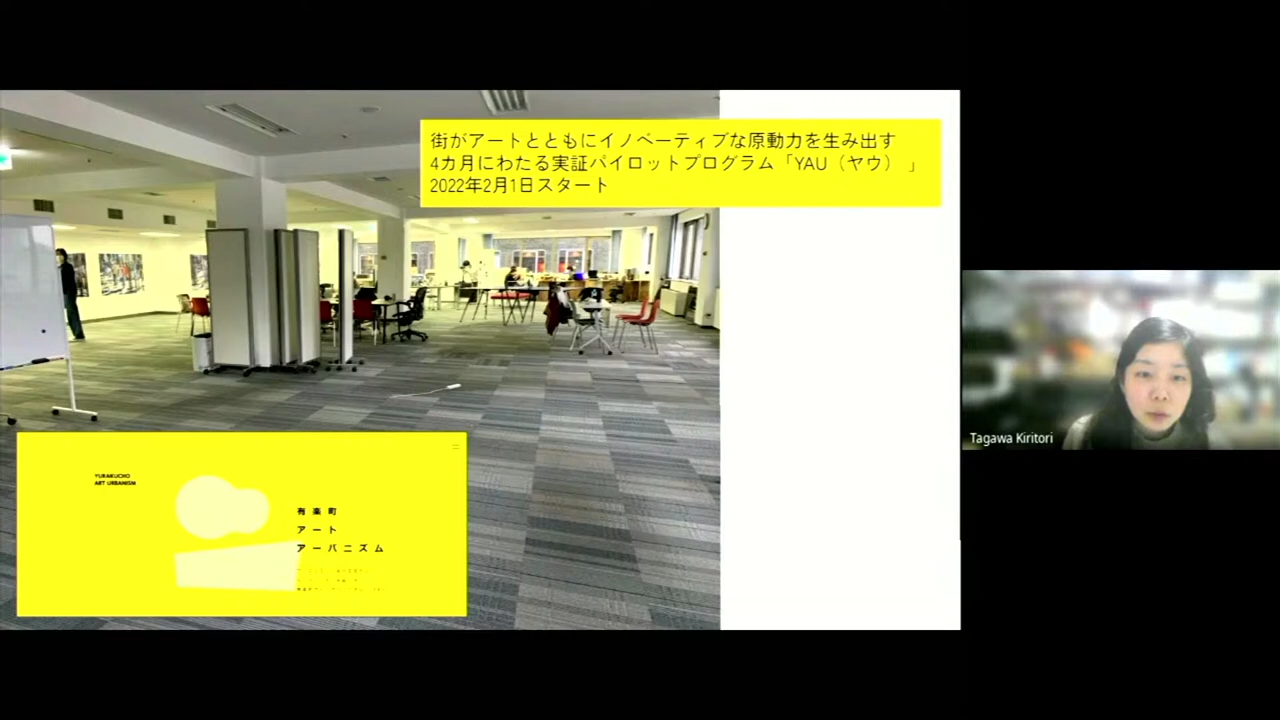 街がアートとともにイノベーティブな原動力を生み出す
4カ月にわたる実証パイロットプログラム「YAU（ヤウ）」
2022年2月1日スタート
YURAKUCHO
ART URBANISM
有楽町
アート
アーバニズム
Tagawa Kiritori